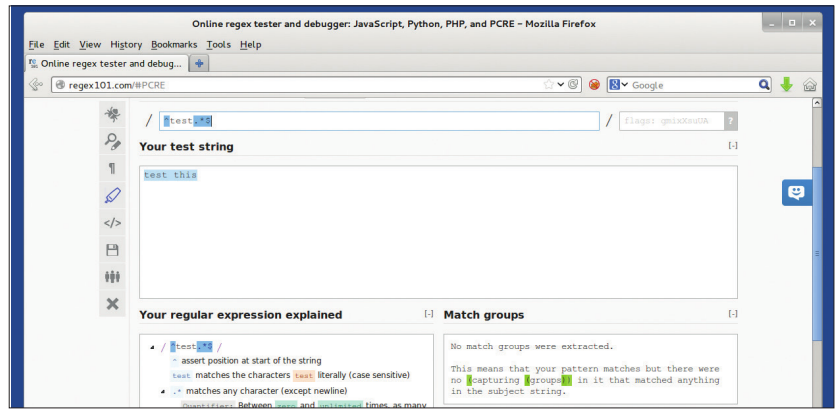 Online regex tester and debugger: JavaScript, Python, PHP, and PCRE – Mozilla Firefox
File Edit View History Bookmarks Tools Help
Online regex tester and debug...
regex101.com/#PCRE
Google
/ ^test.*$ / flags: gmixXsuUA ?
Your test string [-]
test this
</>
Your regular expression explained [-]
/ ^test.*$ /
^ assert position at start of the string
test matches the characters test literally (case sensitive)
.* matches any character (except newline)
Quantifier: Between zero and unlimited times, as many
Match groups [-]
No match groups were extracted.
This means that your pattern matches but there were
no (capturing (groups)) in it that matched anything
in the subject string.